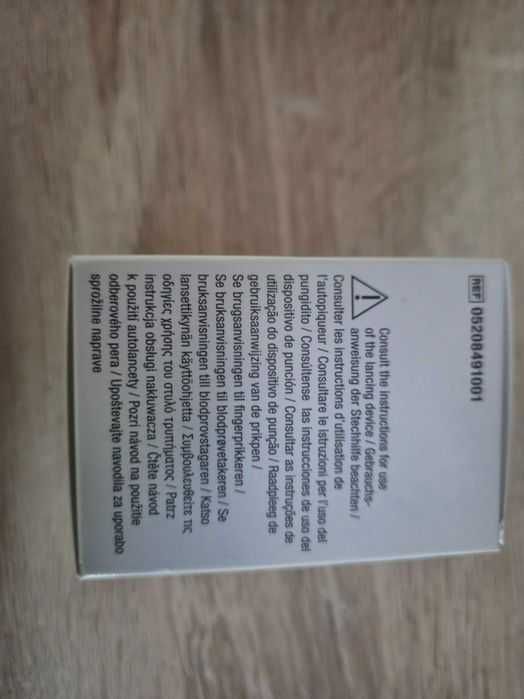 REF 05208491001
Consult the instructions for use
of the lancing device / Gebrauchs-
anweisung der Stechhilfe beachten /
Consulter les instructions d'utilisation de
l'autopiqueur / Consultare le istruzioni per l'uso del
pungidito / Consúltense las instrucciones de uso del
dispositivo de punción / Consultar as instruções de
utilização do dispositivo de punção / Raadpleeg de
gebruiksaanwijzing van de prikpen /
Se brugsanvisningen til fingerprikkeren /
Se bruksanvisningen til blodprøvetakeren / Se
bruksanvisningen till blodprovstagaren / Katso
lansettikynän käyttöohjetta / Συμβουλευθείτε τις
οδηγίες χρήσης του στυλό τρυπήματος / Patrz
instrukcja obsługi nakłuwacza / Čtěte návod
k použití autolancety / Pozri návod na použitie
odberového pera / Upoštevajte navodila za uporabo
sprožilne naprave